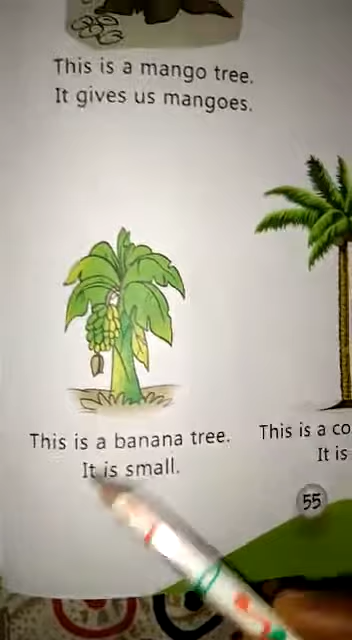 This is a mango tree.
It gives us mangoes.
This is a banana tree.
It is small.
This is a
It is
55